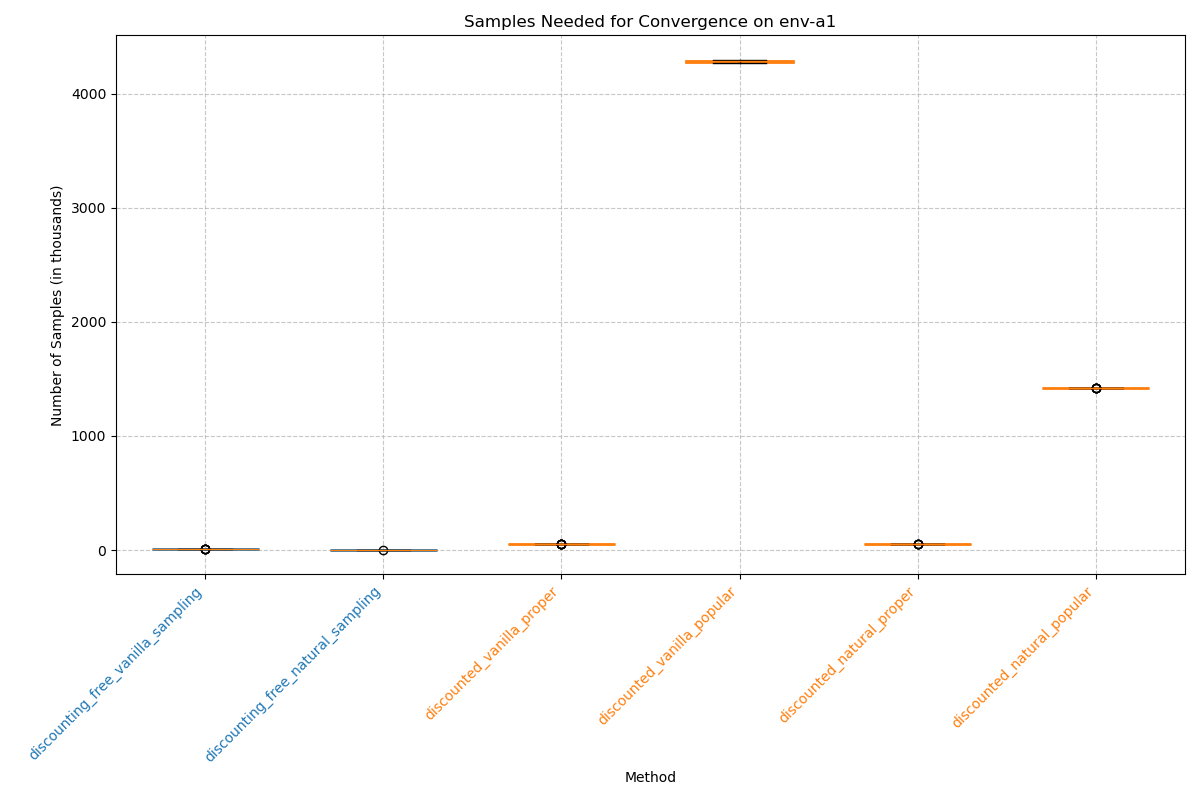 Samples Needed for Convergence on env-a1
Number of Samples (in thousands)
4000
3000
2000
1000
0
discounting_free_vanilla_sampling
discounting_free_natural_sampling
discounted_vanilla_proper
discounted_vanilla_popular
discounted_natural_proper
discounted_natural_popular
Method